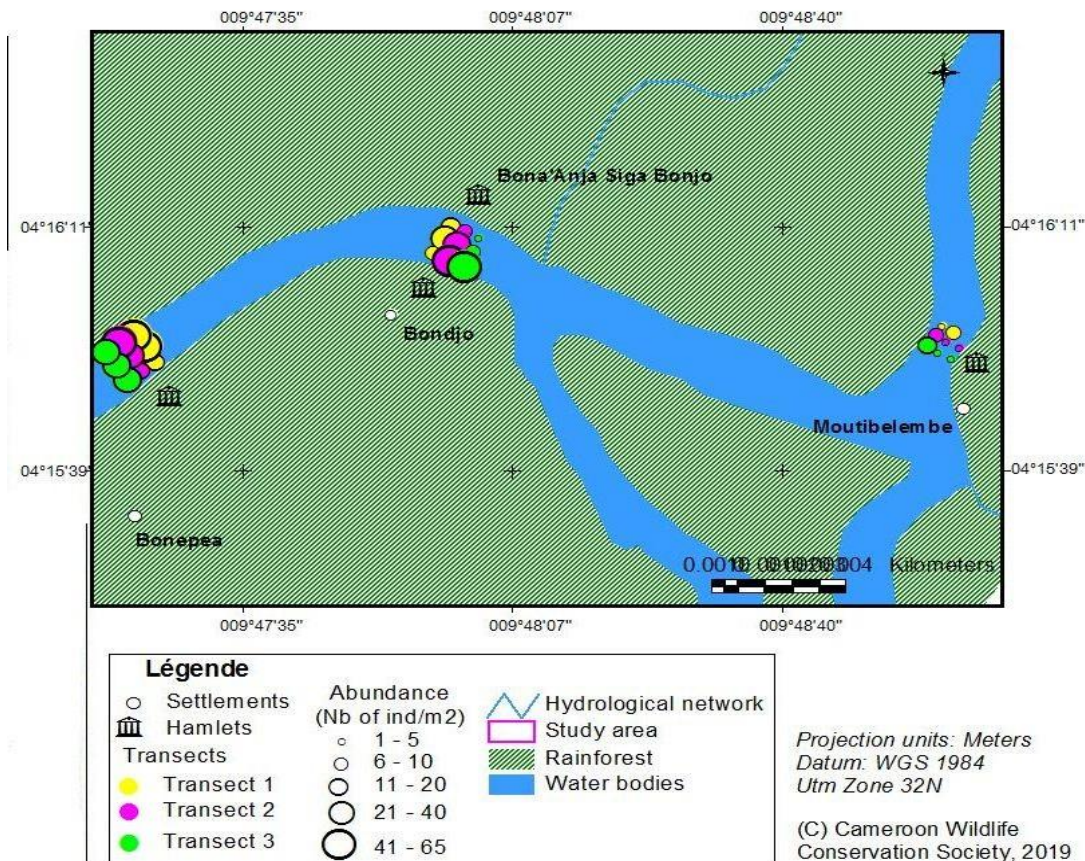 009°47'35" 009°48'07" 009°48'40"
Bona'Anja Siga Bonjo
04°16'11" 04°16'11"
Bondjo
Moutibelembe
04°15'39" 04°15'39"
Bonepea
Kilometers
009°47'35" 009°48'07" 009°48'40"
Légende
Settlements
Hamlets
Transects
Transect 1
Transect 2
Transect 3
Abundance
(Nb of ind/m2)
1 - 5
6 - 10
11 - 20
21 - 40
41 - 65
Hydrological network
Study area
Rainforest
Water bodies
Projection units: Meters
Datum: WGS 1984
Utm Zone 32N
(C) Cameroon Wildlife
Conservation Society, 2019